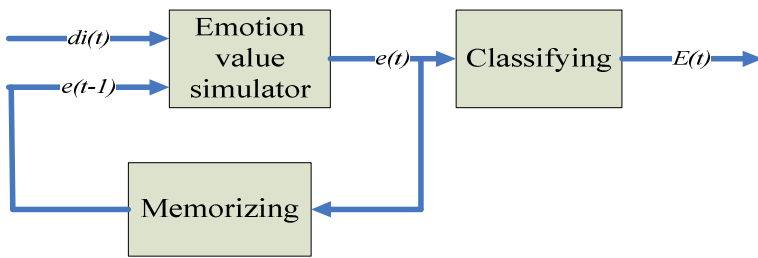 di(t)
e(t-1)
Emotion
value
simulator
e(t)
Classifying
E(t)
Memorizing